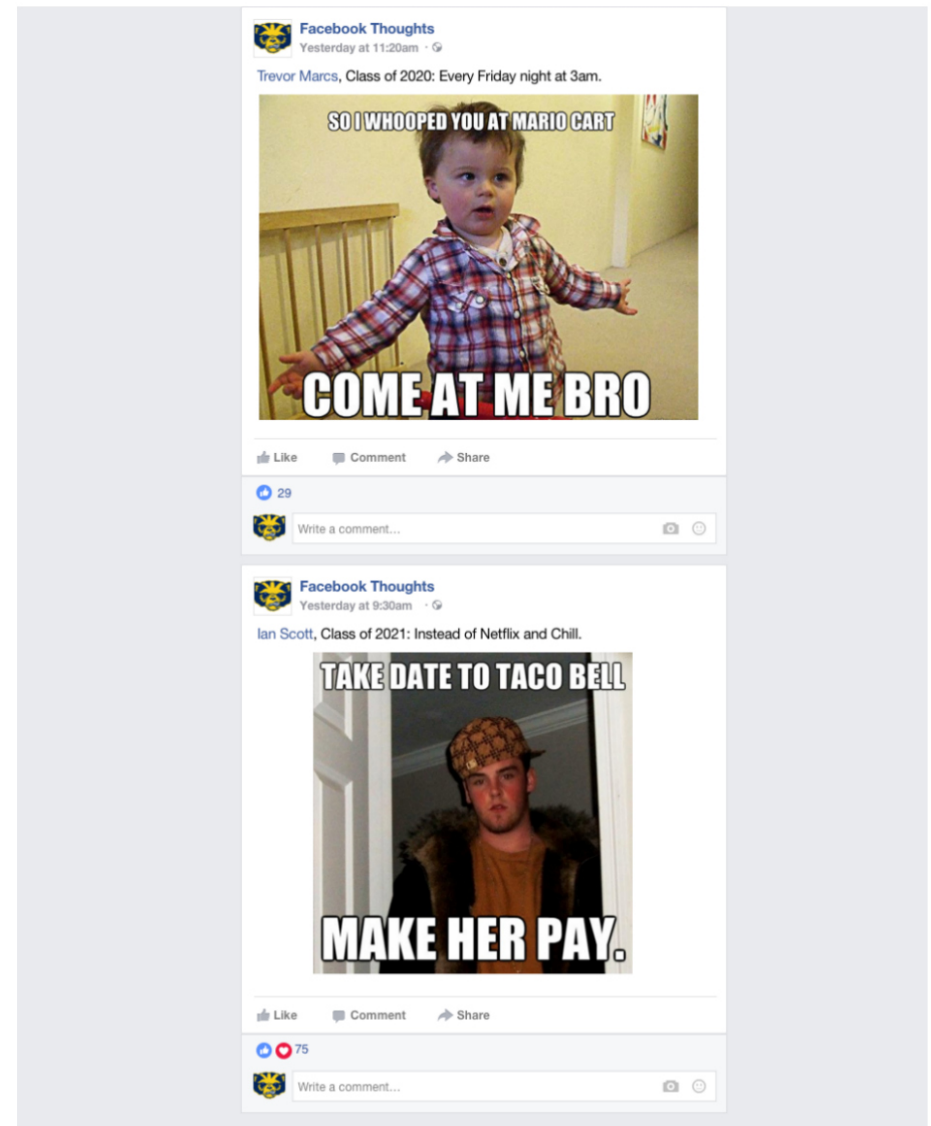 Facebook Thoughts
Yesterday at 11:20am ·
Trevor Marcs, Class of 2020: Every Friday night at 3am.
SO I WHOOPED YOU AT MARIO CART
COME AT ME BRO
Like Comment Share
29
Write a comment...
Facebook Thoughts
Yesterday at 9:30am ·
Ian Scott, Class of 2021: Instead of Netflix and Chill.
TAKE DATE TO TACO BELL
MAKE HER PAY.
Like Comment Share
75
Write a comment...